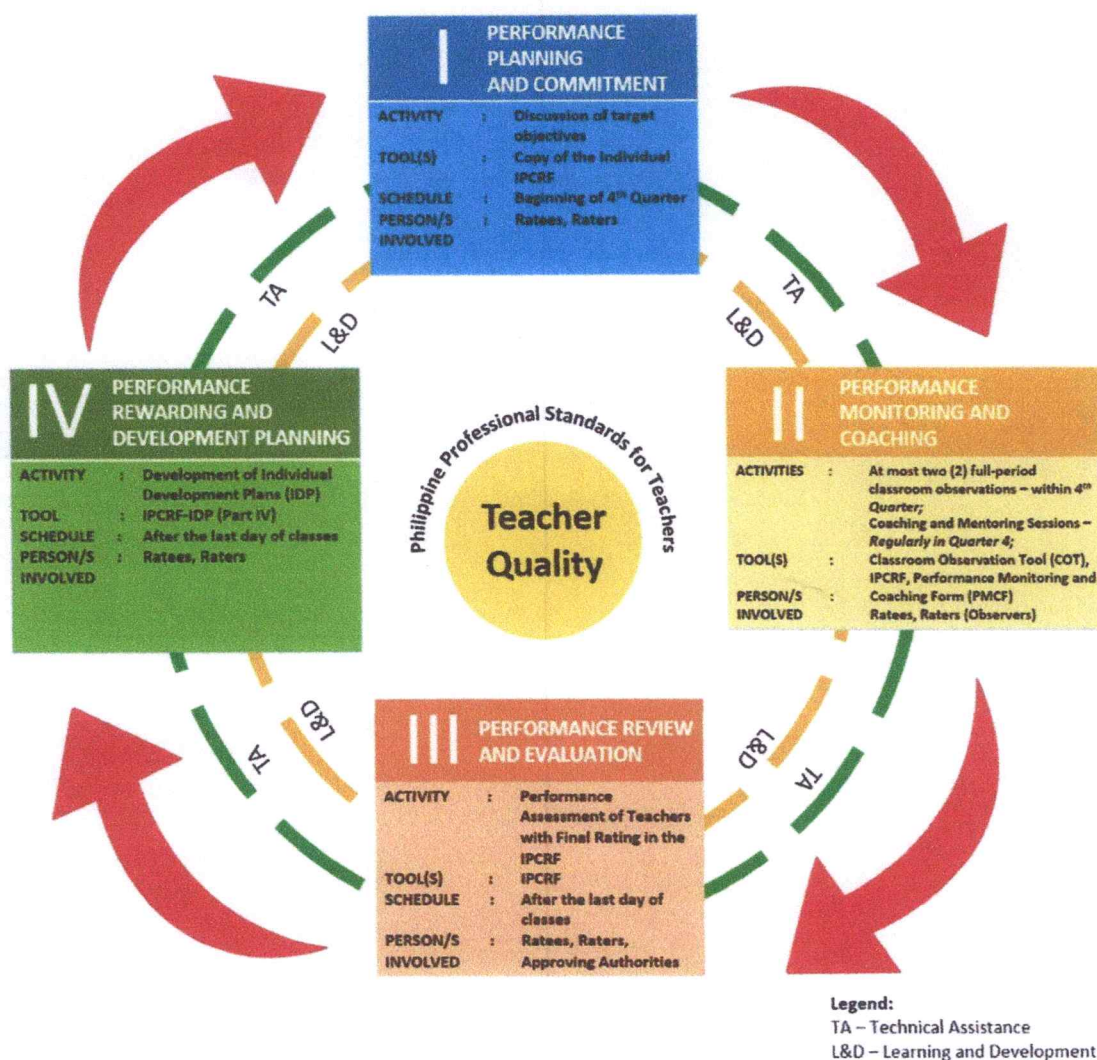 I
PERFORMANCE
PLANNING
AND COMMITMENT
ACTIVITY : Discussion of target
objectives
TOOL(S) : Copy of the Individual
IPCRF
SCHEDULE : Beginning of 4th Quarter
PERSON/S : Ratees, Raters
INVOLVED
TA
L&D
TA
L&D
IV
PERFORMANCE
REWARDING AND
DEVELOPMENT PLANNING
ACTIVITY : Development of Individual
Development Plans (IDP)
TOOL : IPCRF-IDP (Part IV)
SCHEDULE : After the last day of classes
PERSON/S : Ratees, Raters
INVOLVED
Philippine Professional Standards for Teachers
Teacher
Quality
II
PERFORMANCE
MONITORING AND
COACHING
ACTIVITIES : At most two (2) full-period
classroom observations – within 4th
Quarter;
Coaching and Mentoring Sessions –
Regularly in Quarter 4;
TOOL(S) : Classroom Observation Tool (COT),
IPCRF, Performance Monitoring and
PERSON/S : Coaching Form (PMCF)
INVOLVED Ratees, Raters (Observers)
L&D
TA
L&D
TA
III
PERFORMANCE REVIEW
AND EVALUATION
ACTIVITY : Performance
Assessment of Teachers
with Final Rating in the
IPCRF
TOOL(S) : IPCRF
SCHEDULE : After the last day of
classes
PERSON/S : Ratees, Raters,
INVOLVED Approving Authorities
Legend:
TA – Technical Assistance
L&D – Learning and Development